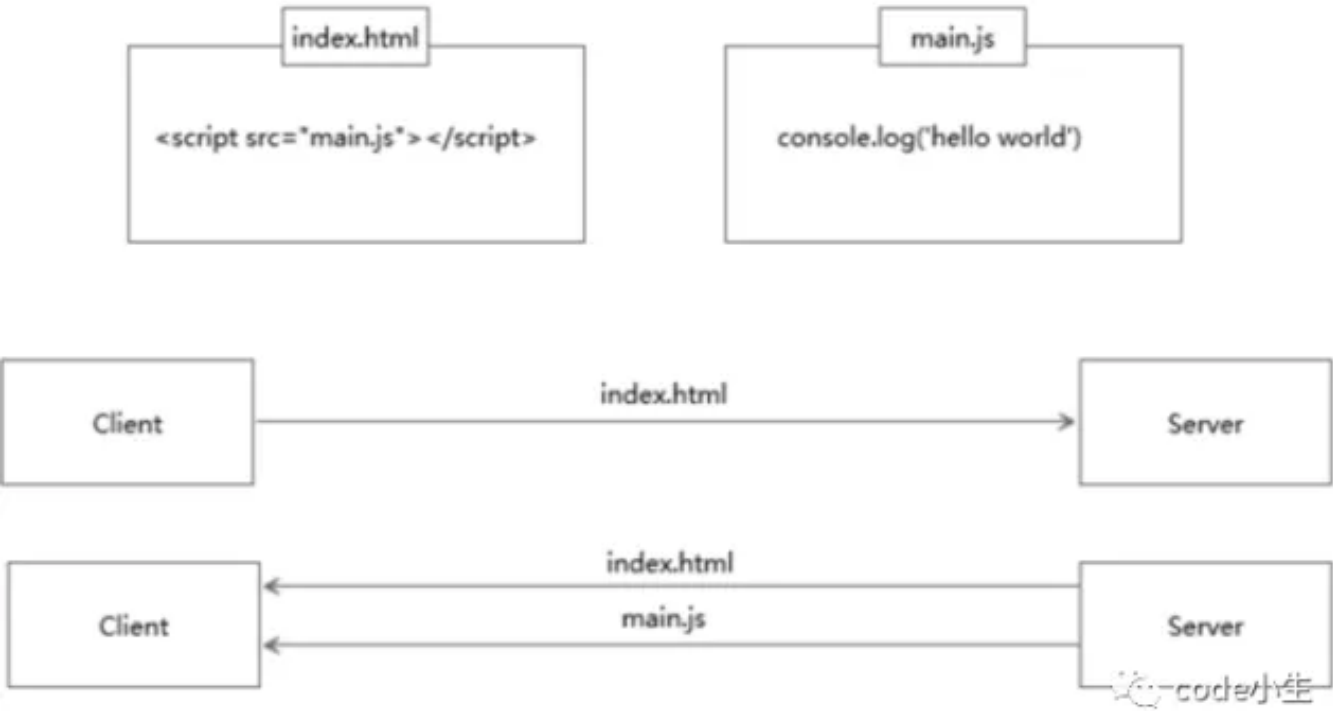 index.html
main.js
<script src="main.js"></script>
console.log('hello world')
index.html
Client
Server
index.html
main.js
Client
Server
code小生